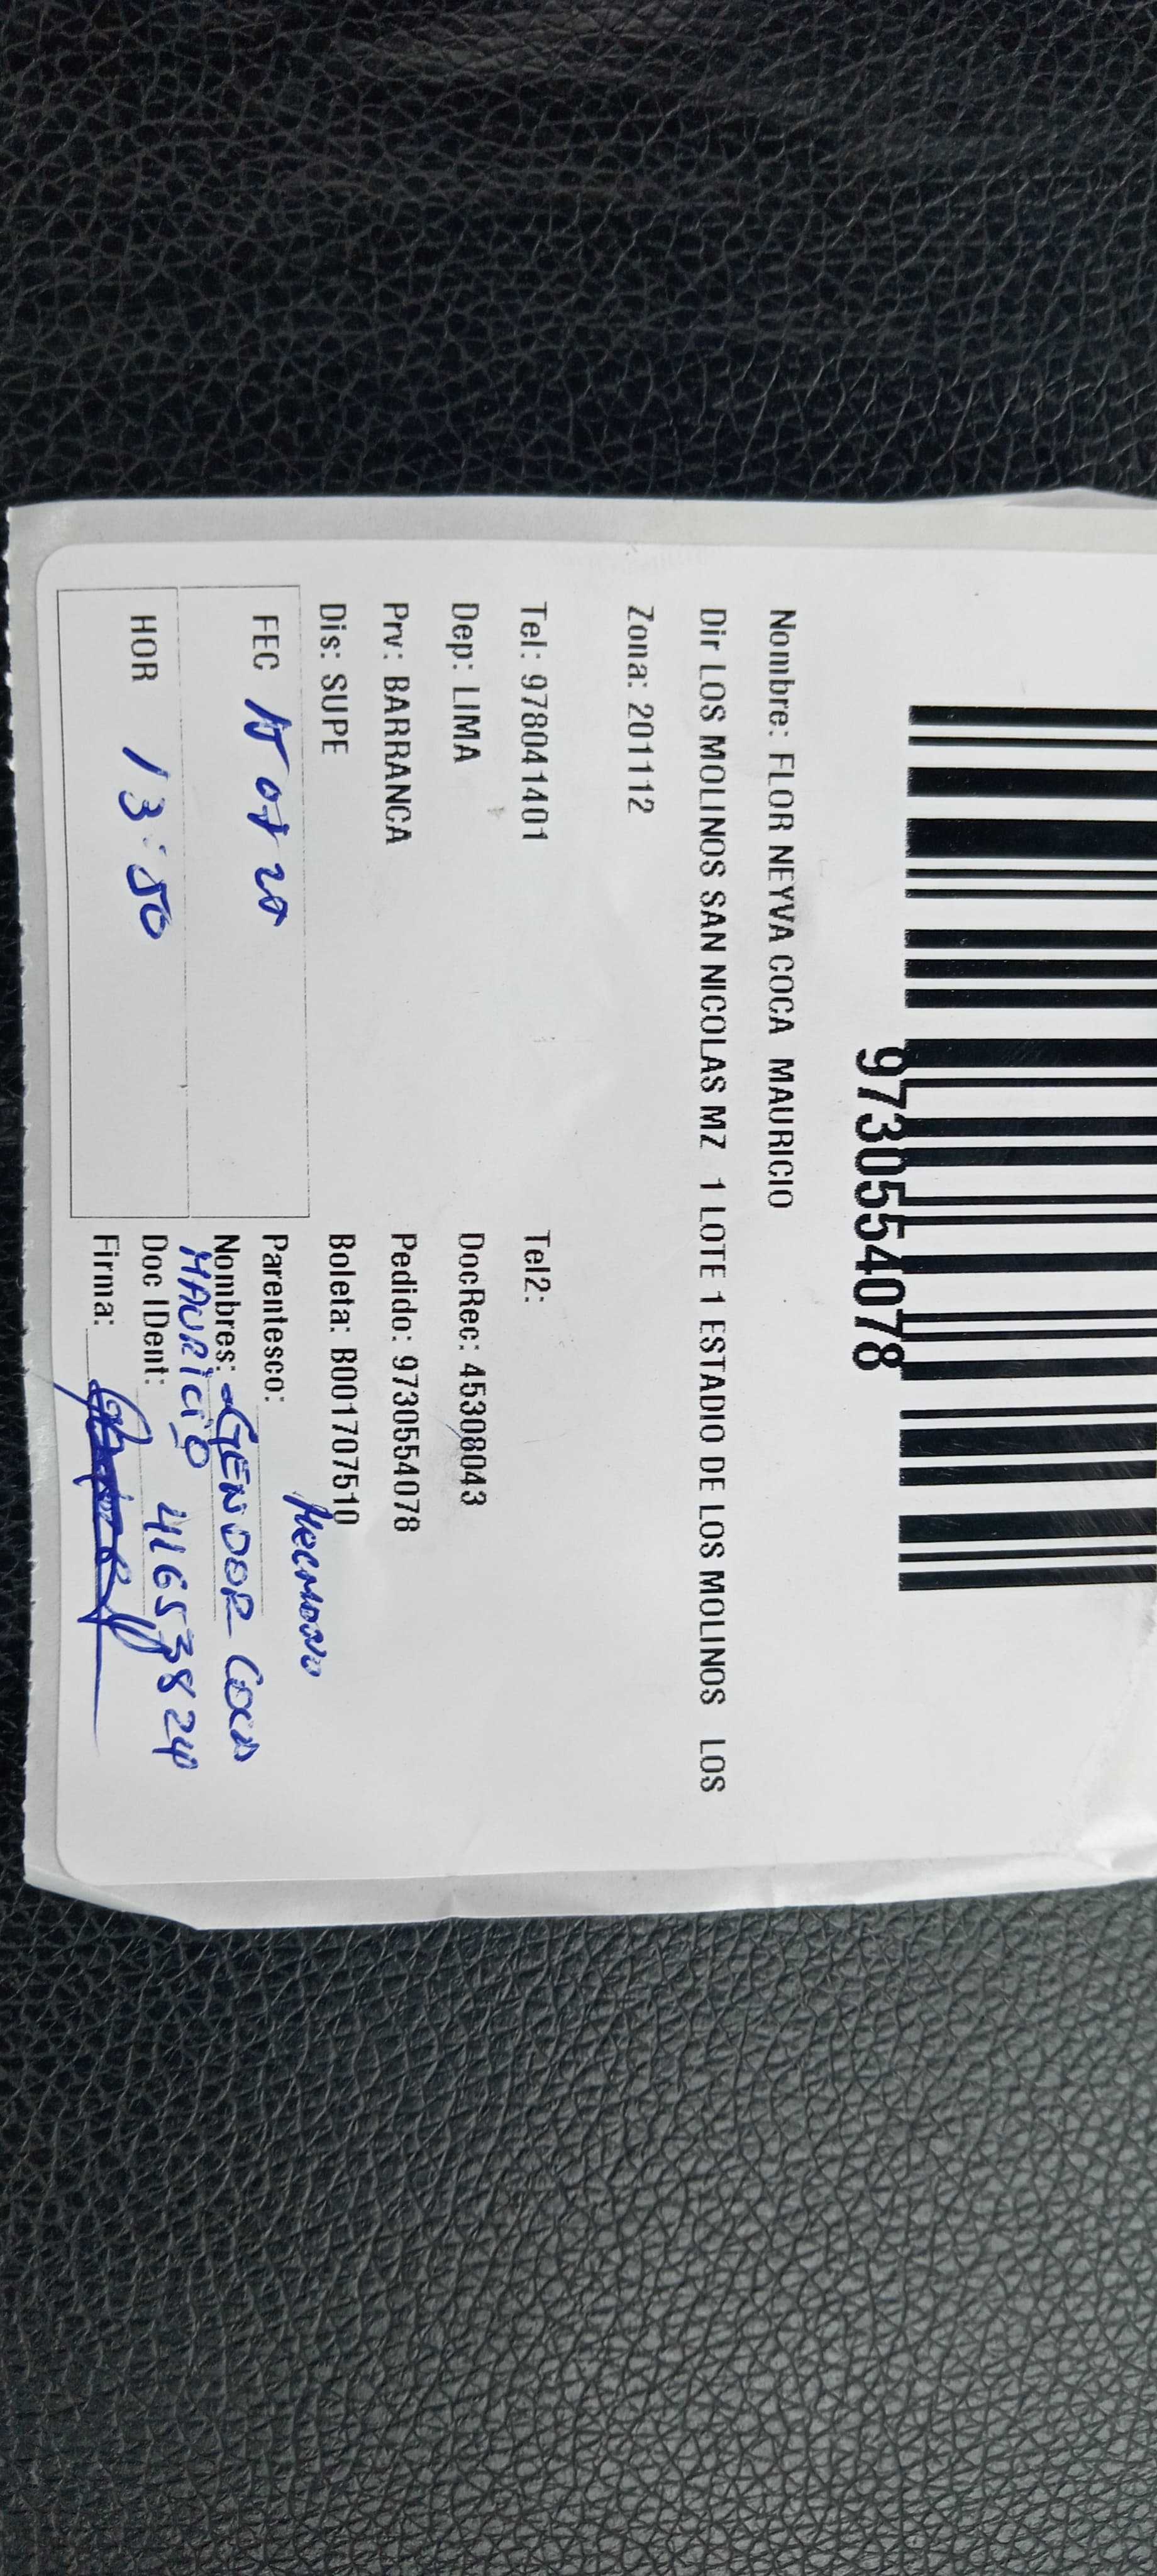 9730554078
Nombre: FLOR NEYVA COCA MAURICIO
Dir LOS MOLINOS SAN NICOLAS MZ 1 LOTE 1 ESTADIO DE LOS MOLINOS LOS
Zona: 201112
Tel: 978041401 Tel2:
Dep: LIMA DocRec: 45308043
Prv: BARRANCA Pedido: 9730554078
Dis: SUPE Boleta: B001707510
FEC Parentesco: Hermano
Nombres: GENDOR COCA
MAURICIO
HOR 13:50 Doc IDent: 41653824
Firma: